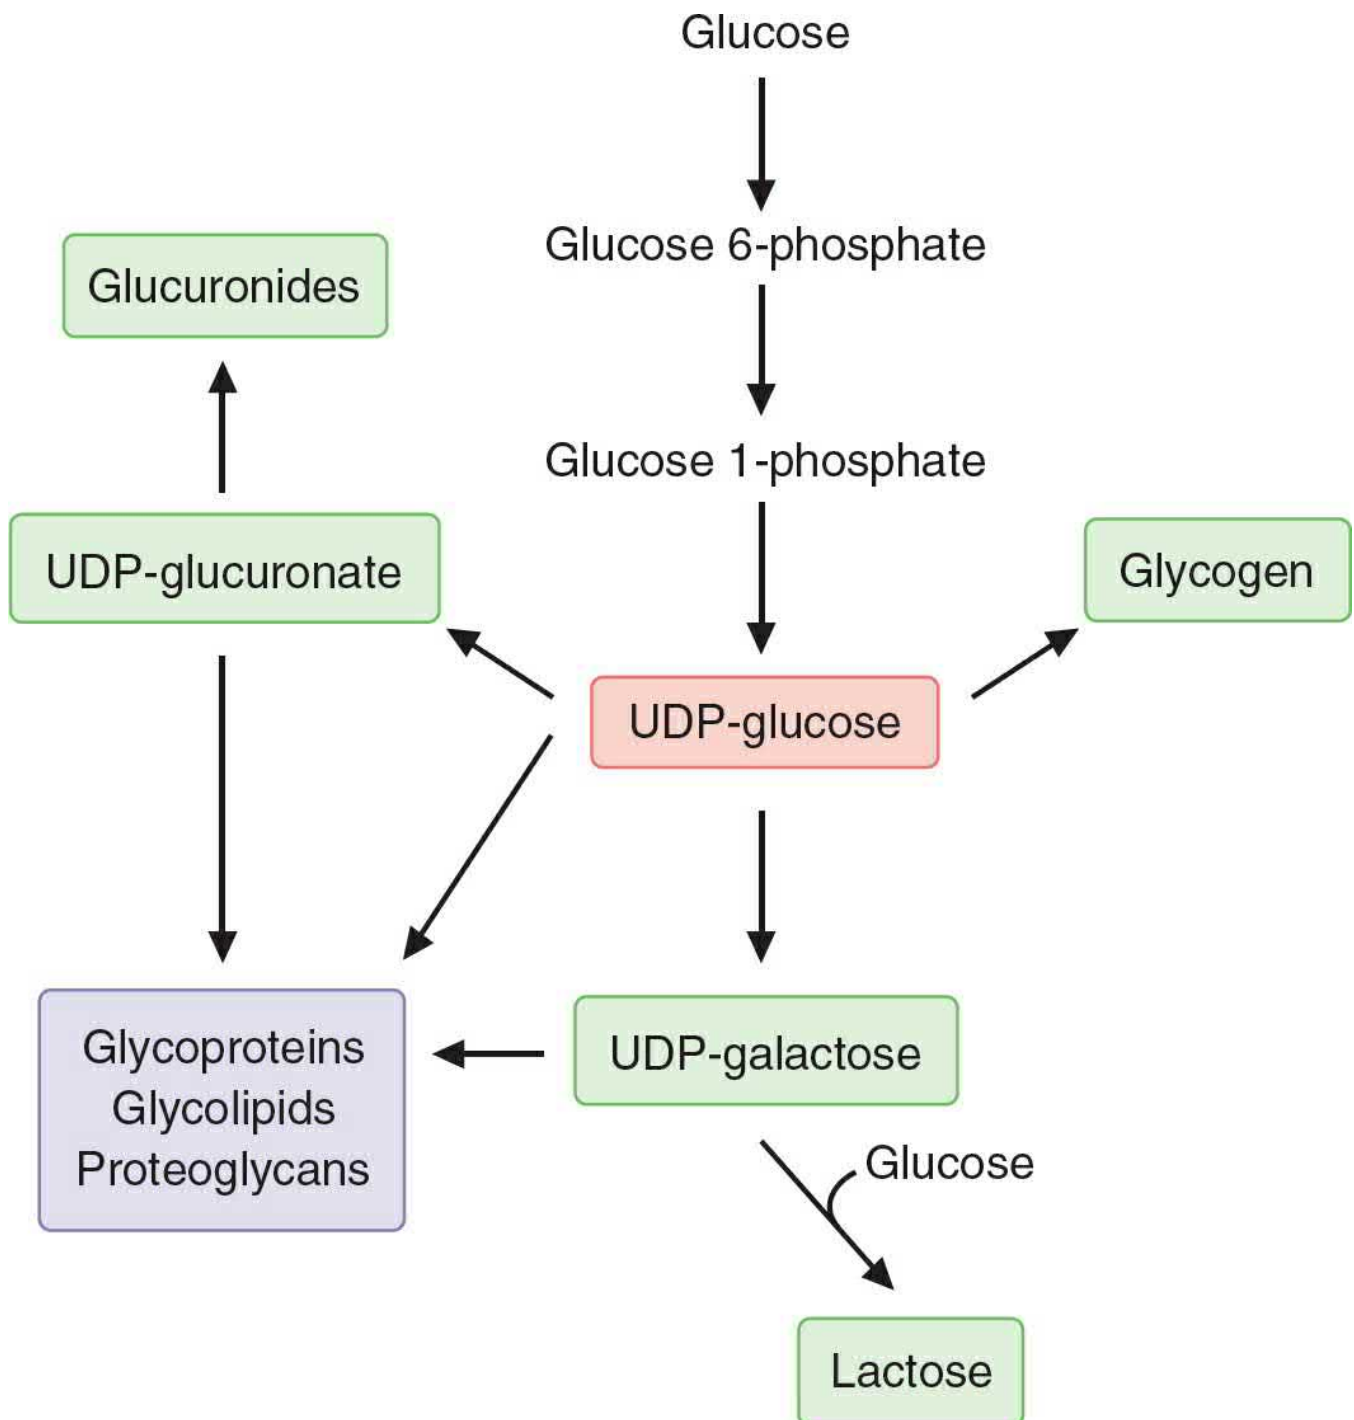 Glucose
Glucose 6-phosphate
Glucuronides
Glucose 1-phosphate
UDP-glucuronate
Glycogen
UDP-glucose
Glycoproteins
Glycolipids
Proteoglycans
UDP-galactose
Glucose
Lactose